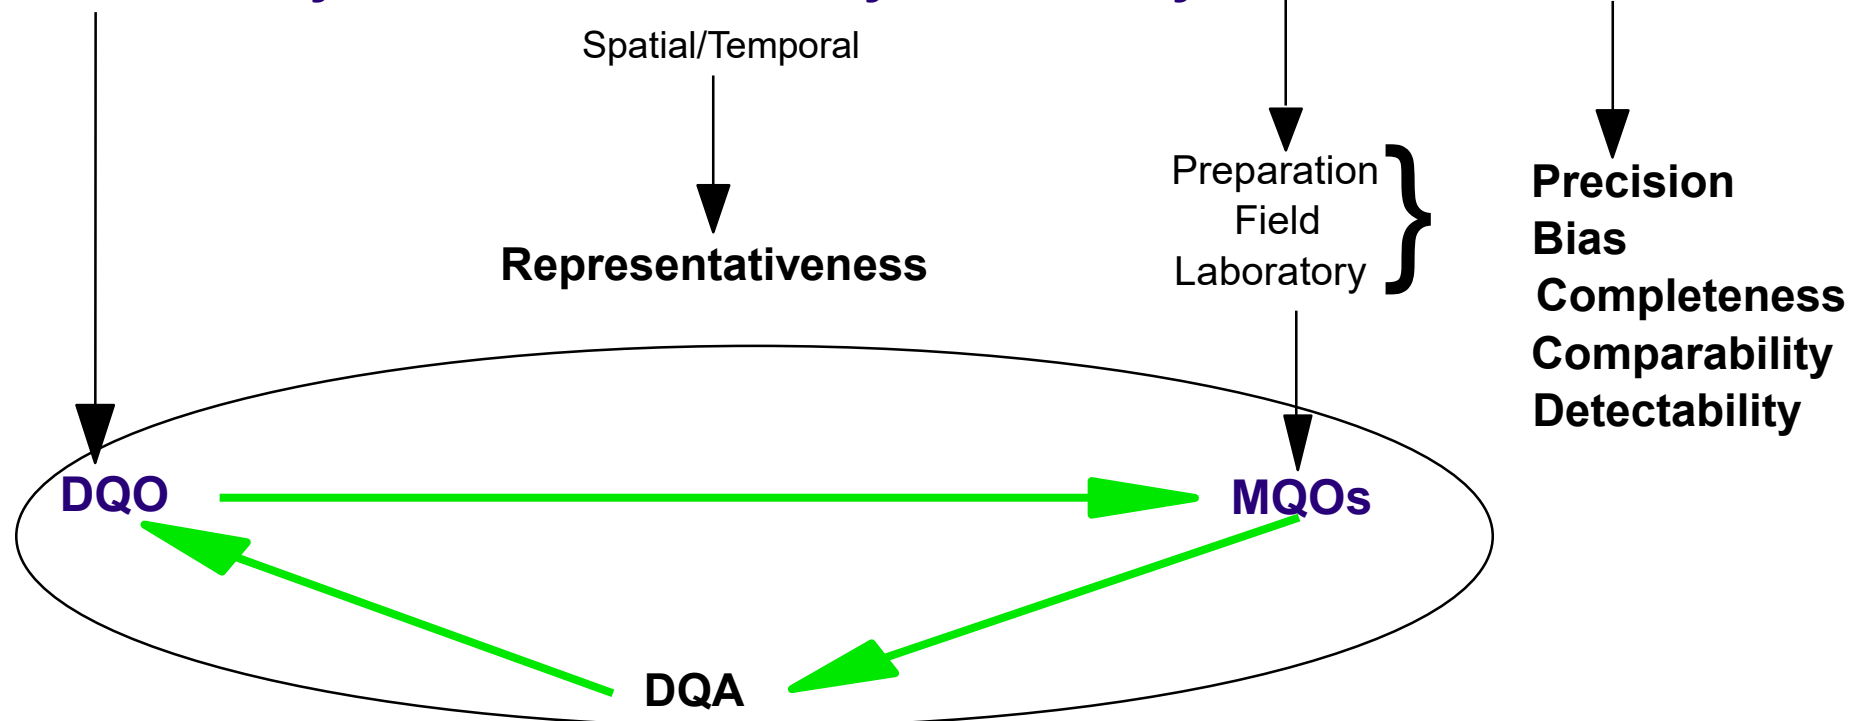 Spatial/Temporal
Preparation
Field
Laboratory
}
Representativeness
Precision
Bias
Completeness
Comparability
Detectability
DQO
MQOs
DQA